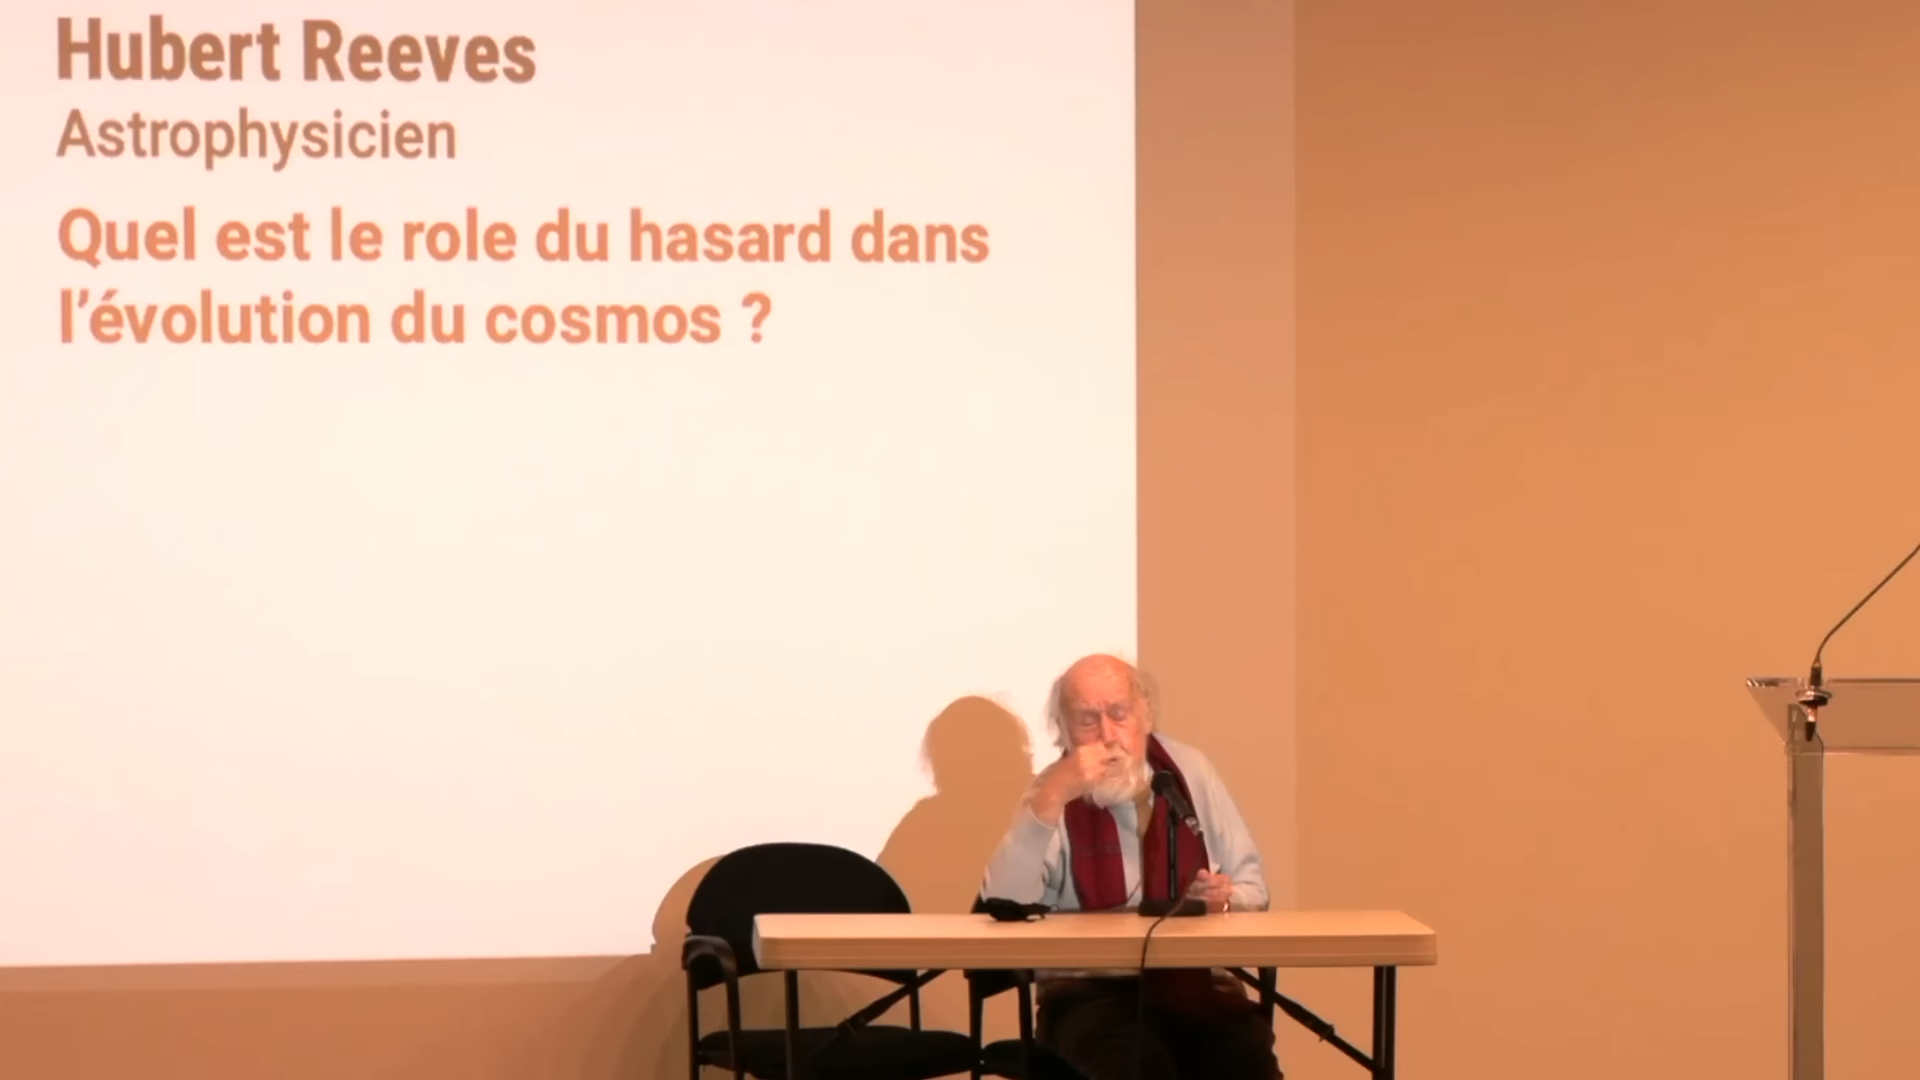 Hubert Reeves
Astrophysicien
Quel est le role du hasard dans
l’évolution du cosmos ?